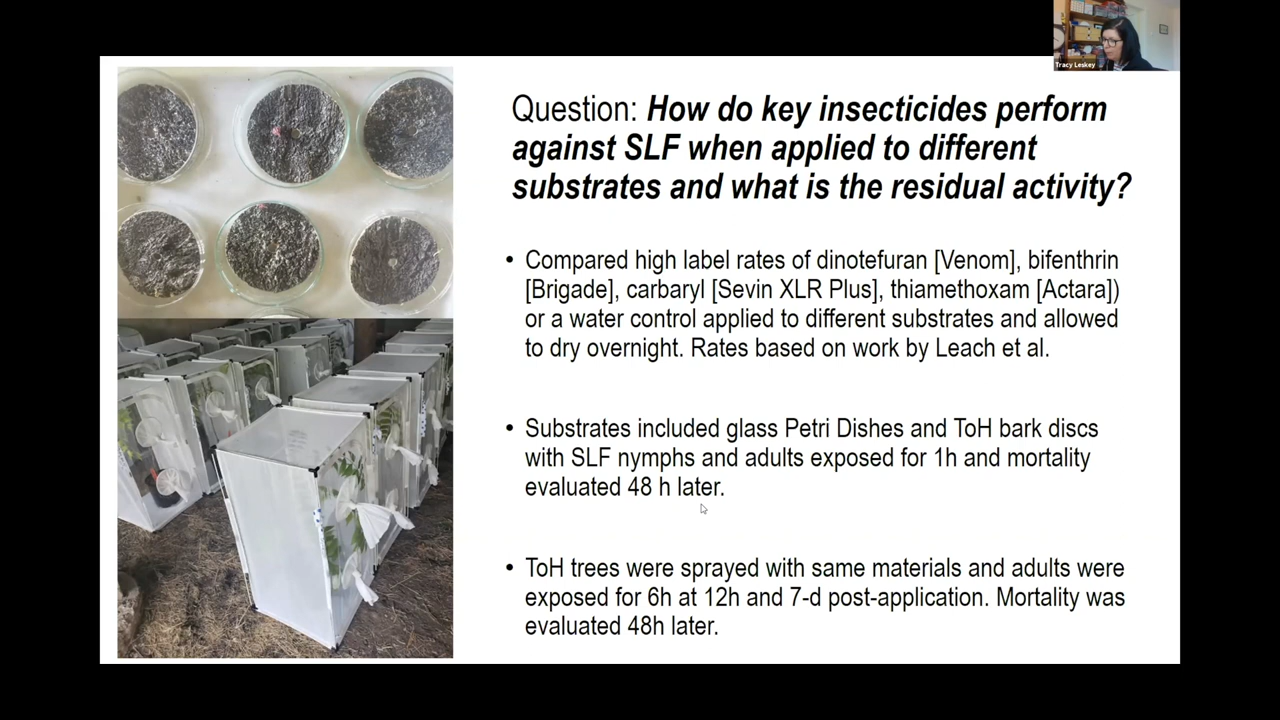 Tracy Leskey
Question: How do key insecticides perform
against SLF when applied to different
substrates and what is the residual activity?
• Compared high label rates of dinotefuran [Venom], bifenthrin
[Brigade], carbaryl [Sevin XLR Plus], thiamethoxam [Actara])
or a water control applied to different substrates and allowed
to dry overnight. Rates based on work by Leach et al.
• Substrates included glass Petri Dishes and ToH bark discs
with SLF nymphs and adults exposed for 1h and mortality
evaluated 48 h later.
• ToH trees were sprayed with same materials and adults were
exposed for 6h at 12h and 7-d post-application. Mortality was
evaluated 48h later.